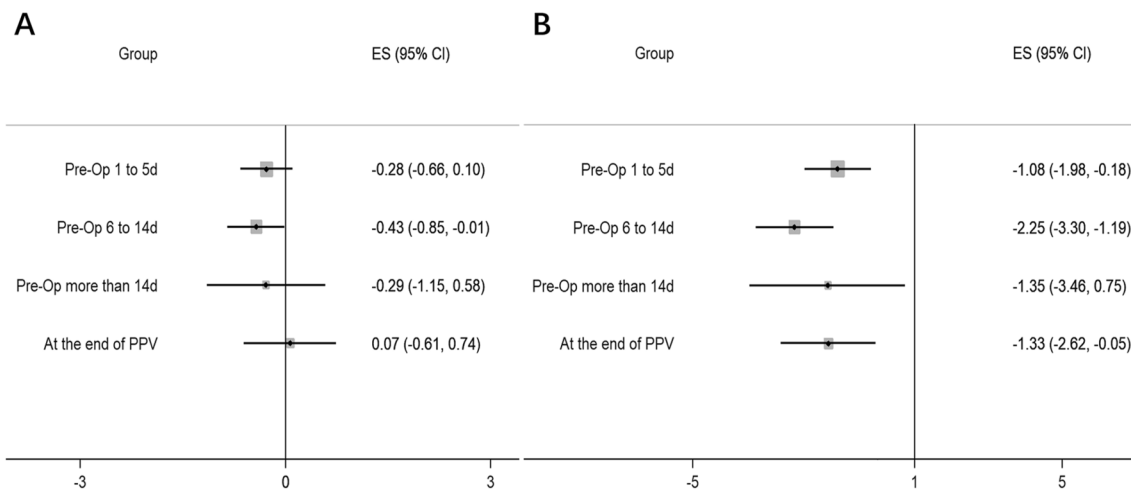 A
B
Group ES (95% CI)
Group ES (95% CI)
Pre-Op 1 to 5d -0.28 (-0.66, 0.10)
Pre-Op 1 to 5d -1.08 (-1.98, -0.18)
Pre-Op 6 to 14d -0.43 (-0.85, -0.01)
Pre-Op 6 to 14d -2.25 (-3.30, -1.19)
Pre-Op more than 14d -0.29 (-1.15, 0.58)
Pre-Op more than 14d -1.35 (-3.46, 0.75)
At the end of PPV 0.07 (-0.61, 0.74)
At the end of PPV -1.33 (-2.62, -0.05)
-3 0 3
-5 1 5